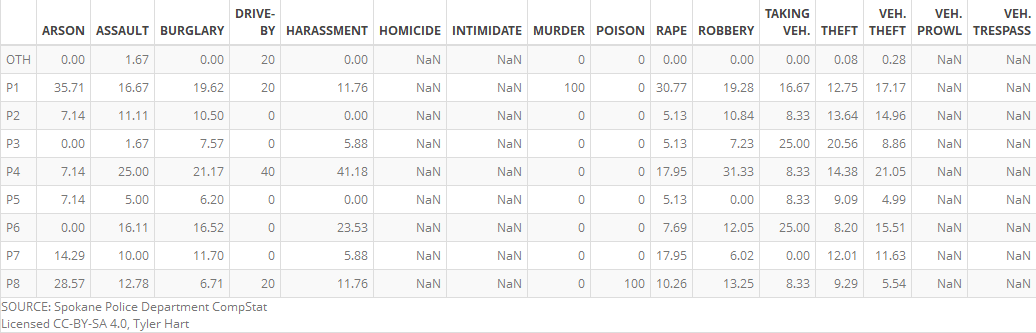 ARSON ASSAULT BURGLARY DRIVE-BY HARASSMENT HOMICIDE INTIMIDATE MURDER POISON RAPE ROBBERY TAKING VEH. THEFT VEH. THEFT VEH. PROWL VEH. TRESPASS
OTH 0.00 1.67 0.00 20 0.00 NaN NaN 0 0 0.00 0.00 0.00 0.08 0.28 NaN NaN
P1 35.71 16.67 19.62 20 11.76 NaN NaN 100 0 30.77 19.28 16.67 12.75 17.17 NaN NaN
P2 7.14 11.11 10.50 0 0.00 NaN NaN 0 0 5.13 10.84 8.33 13.64 14.96 NaN NaN
P3 0.00 1.67 7.57 0 5.88 NaN NaN 0 0 5.13 7.23 25.00 20.56 8.86 NaN NaN
P4 7.14 25.00 21.17 40 41.18 NaN NaN 0 0 17.95 31.33 8.33 14.38 21.05 NaN NaN
P5 7.14 5.00 6.20 0 0.00 NaN NaN 0 0 5.13 0.00 8.33 9.09 4.99 NaN NaN
P6 0.00 16.11 16.52 0 23.53 NaN NaN 0 0 7.69 12.05 25.00 8.20 15.51 NaN NaN
P7 14.29 10.00 11.70 0 5.88 NaN NaN 0 0 17.95 6.02 0.00 12.01 11.63 NaN NaN
P8 28.57 12.78 6.71 20 11.76 NaN NaN 0 100 10.26 13.25 8.33 9.29 5.54 NaN NaN
SOURCE: Spokane Police Department CompStat
Licensed CC-BY-SA 4.0, Tyler Hart